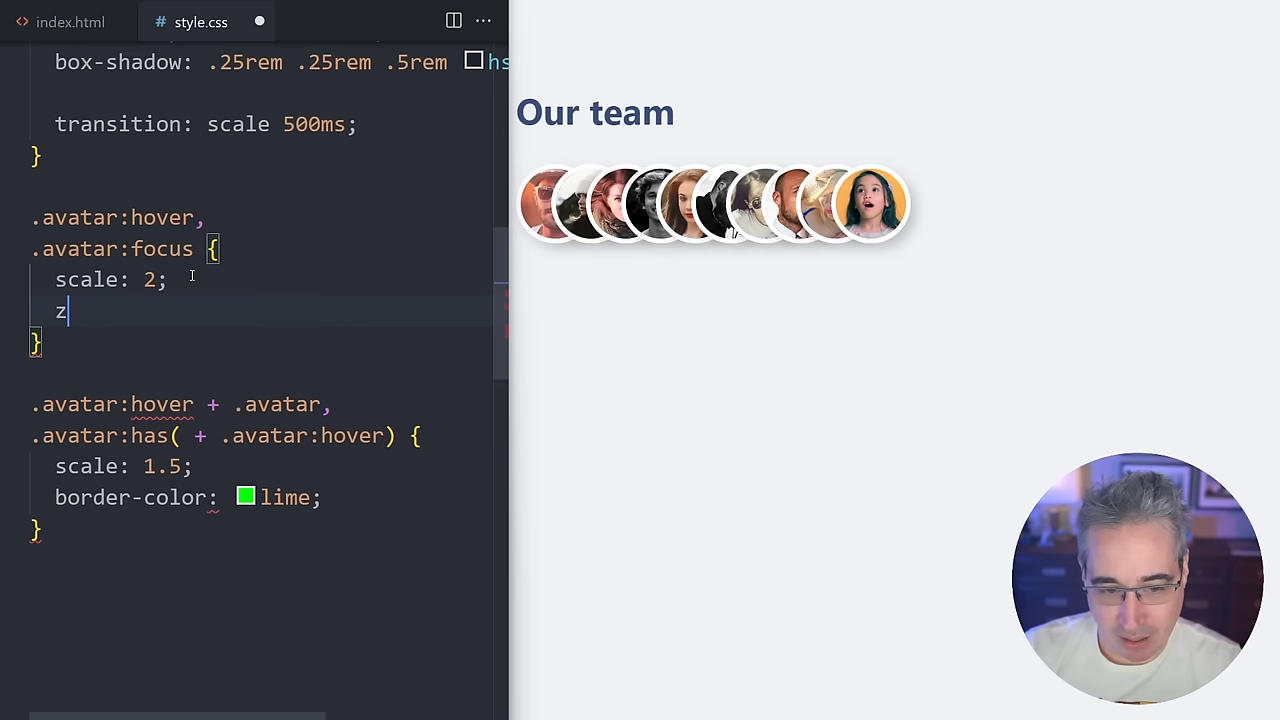 index.html
style.css
box-shadow: .25rem .25rem .5rem hs
transition: scale 500ms;
}
.avatar:hover,
.avatar:focus {
scale: 2;
z
}
.avatar:hover + .avatar,
.avatar:has( + .avatar:hover) {
scale: 1.5;
border-color: lime;
}
Our team